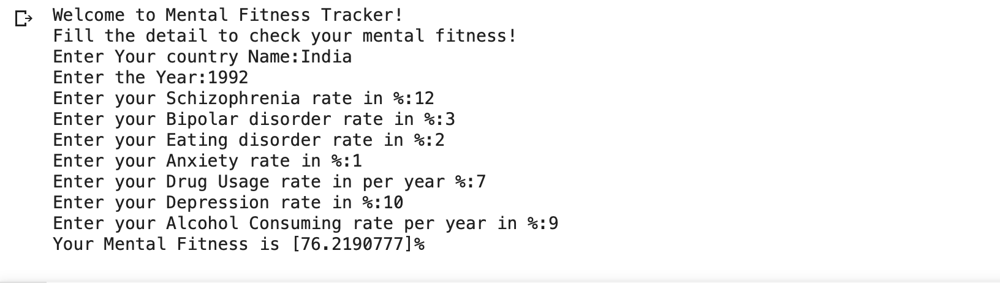 Welcome to Mental Fitness Tracker!
Fill the detail to check your mental fitness!
Enter Your country Name:India
Enter the Year:1992
Enter your Schizophrenia rate in %:12
Enter your Bipolar disorder rate in %:3
Enter your Eating disorder rate in %:2
Enter your Anxiety rate in %:1
Enter your Drug Usage rate in per year %:7
Enter your Depression rate in %:10
Enter your Alcohol Consuming rate per year in %:9
Your Mental Fitness is [76.2190777]%